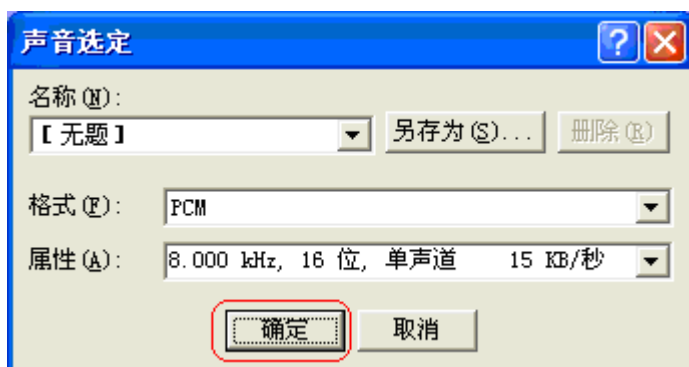 声音选定
名称(N):
【无题】 另存为(S)... 删除(R)
格式(F): PCM
属性(A): 8.000 kHz, 16 位, 单声道 15 KB/秒
确定 取消